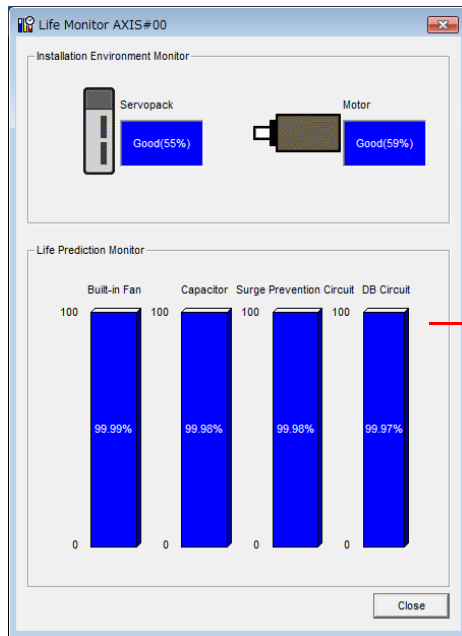 Life Monitor AXIS#00
Installation Environment Monitor
Servopack
Motor
Good(55%)
Good(59%)
Life Prediction Monitor
Built-in Fan Capacitor Surge Prevention Circuit DB Circuit
100 100 100 100
99.99% 99.98% 99.98% 99.97%
0 0 0 0
Close